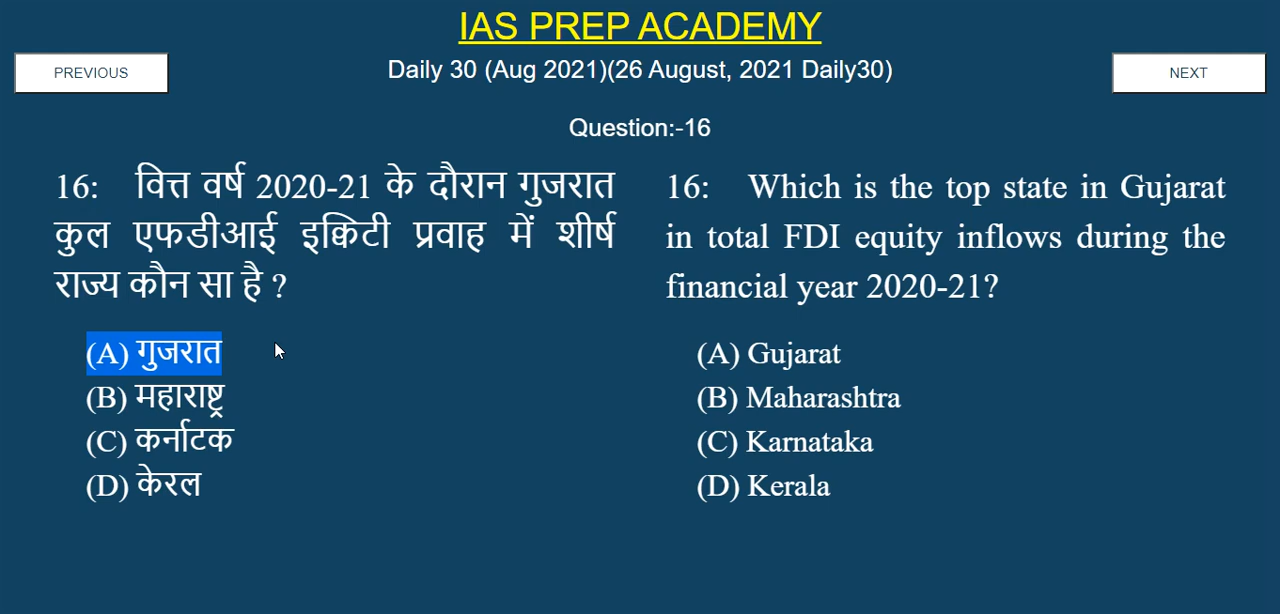 IAS PREP ACADEMY
PREVIOUS
Daily 30 (Aug 2021)(26 August, 2021 Daily30)
NEXT
Question:-16
16: वित्त वर्ष 2020-21 के दौरान गुजरात
कुल एफडीआई इक्विटी प्रवाह में शीर्ष
राज्य कौन सा है ?
(A) गुजरात
(B) महाराष्ट्र
(C) कर्नाटक
(D) केरल
16: Which is the top state in Gujarat
in total FDI equity inflows during the
financial year 2020-21?
(A) Gujarat
(B) Maharashtra
(C) Karnataka
(D) Kerala